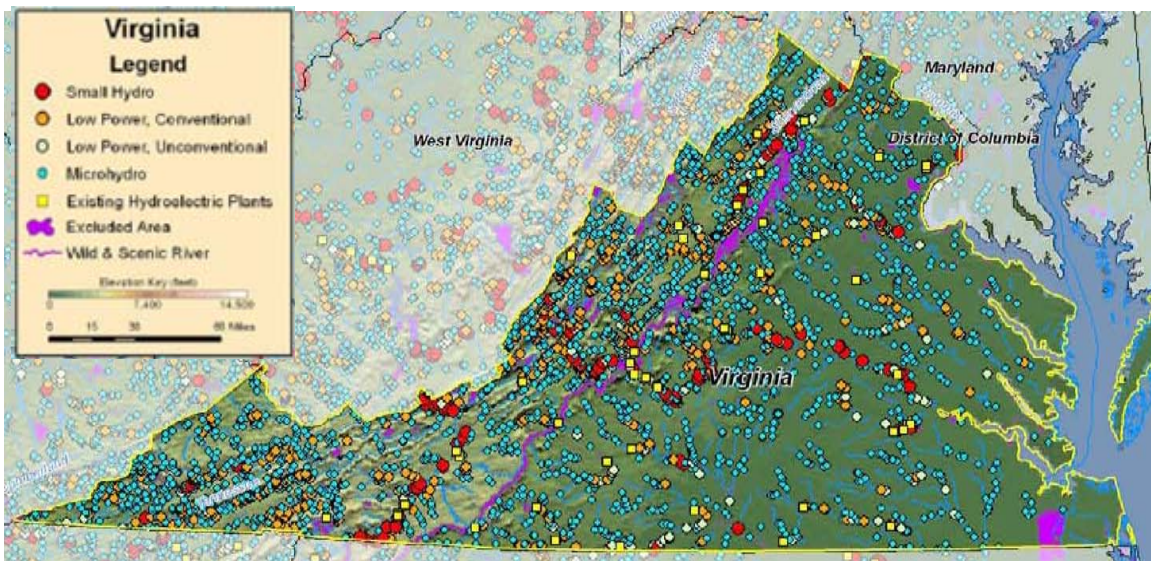 Virginia
Legend
Small Hydro
Low Power, Conventional
Low Power, Unconventional
Microhydro
Existing Hydroelectric Plants
Excluded Area
Wild & Scenic River
Elevation Key (feet)
0 7,400 14,500
0 15 30 60 Miles
Maryland
West Virginia
District of Columbia
Virginia